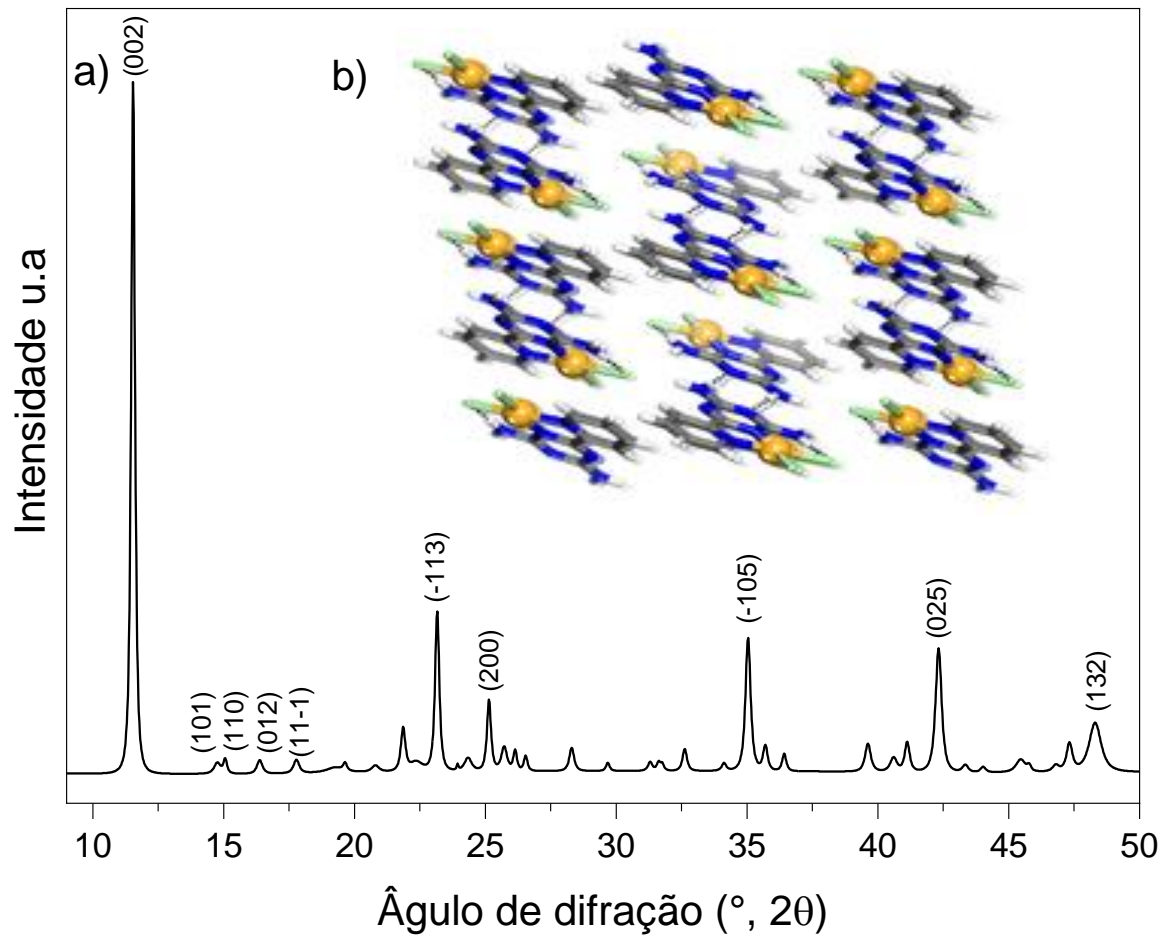 a)
(002)
b)
Intensidade u.a
(101)
(110)
(012)
(11-1)
(-113)
(200)
(-105)
(025)
(132)
10 15 20 25 30 35 40 45 50
Âgulo de difração (°, 2θ)